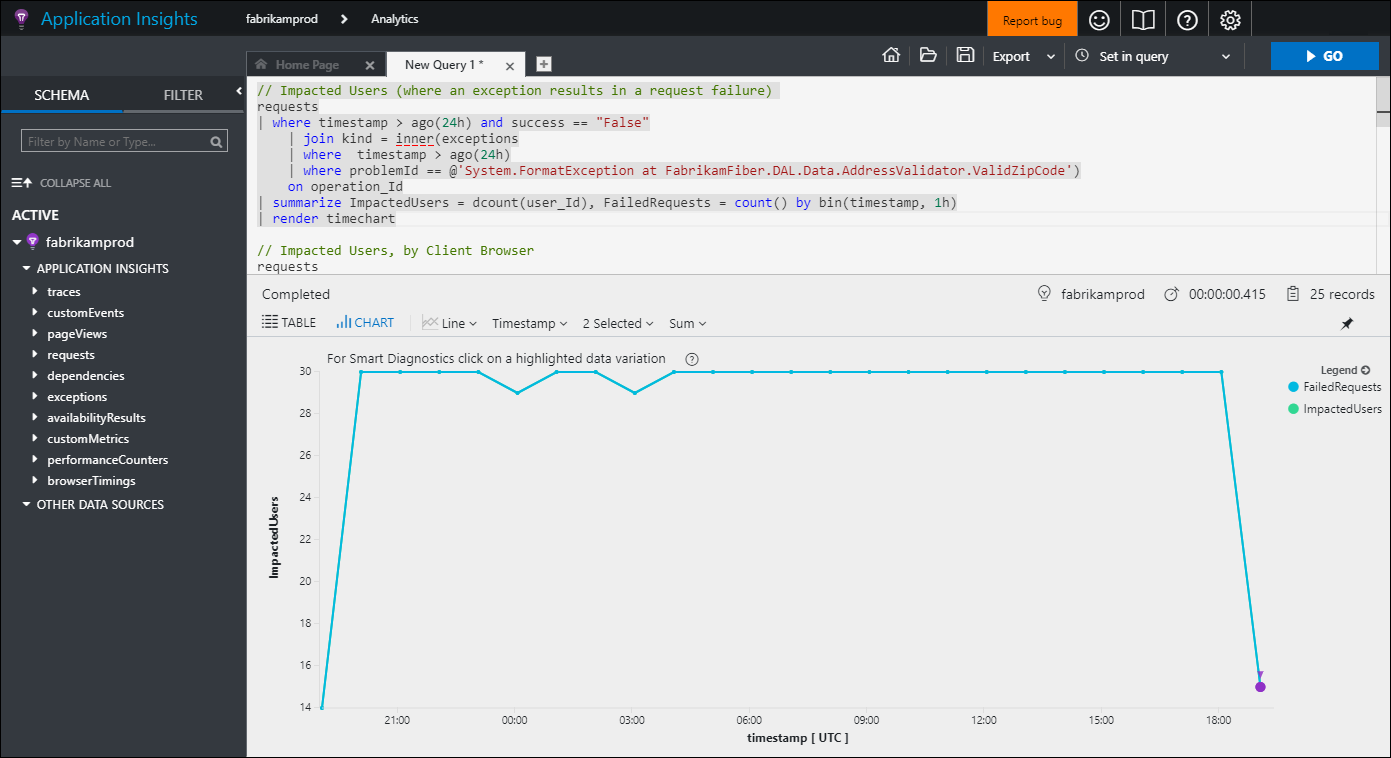 Application Insights
fabrikamprod
Analytics
Report bug
Home Page
New Query 1 *
Export
Set in query
GO
SCHEMA
FILTER
Filter by Name or Type...
COLLAPSE ALL
ACTIVE
fabrikamprod
APPLICATION INSIGHTS
traces
customEvents
pageViews
requests
dependencies
exceptions
availabilityResults
customMetrics
performanceCounters
browserTimings
OTHER DATA SOURCES
// Impacted Users (where an exception results in a request failure)
requests
| where timestamp > ago(24h) and success == "False"
| join kind = inner(exceptions
| where  timestamp > ago(24h)
| where problemId == @'System.FormatException at FabrikamFiber.DAL.Data.AddressValidator.ValidZipCode')
on operation_Id
| summarize ImpactedUsers = dcount(user_Id), FailedRequests = count() by bin(timestamp, 1h)
| render timechart
// Impacted Users, by Client Browser
requests
Completed
fabrikamprod
00:00:00.415
25 records
TABLE
CHART
Line
Timestamp
2 Selected
Sum
For Smart Diagnostics click on a highlighted data variation
Legend
FailedRequests
ImpactedUsers
ImpactedUsers
30
28
26
24
22
20
18
16
14
21:00
00:00
03:00
06:00
09:00
12:00
15:00
18:00
timestamp [ UTC ]